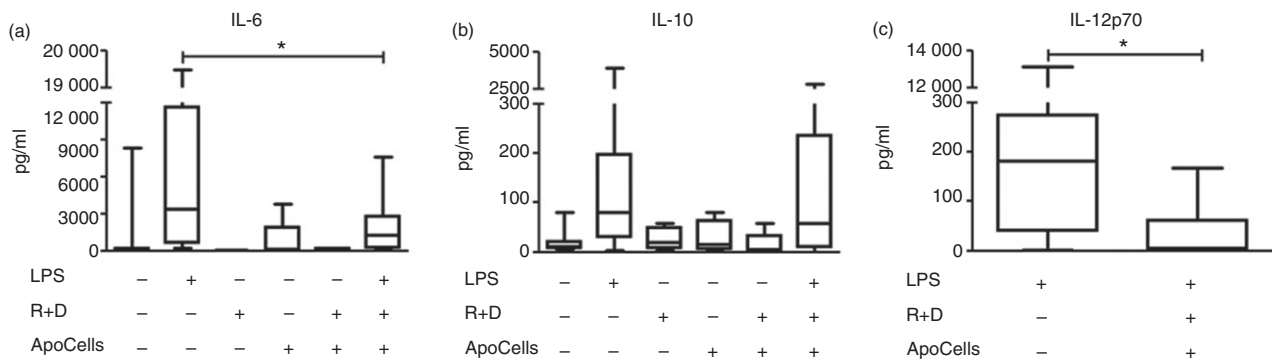 (a)
IL-6
20 000
19 000
12 000
9000
6000
3000
0
pg/ml
*
LPS – + – – – +
R+D – – + – + +
ApoCells – – – + + +
(b)
IL-10
5000
2500
300
200
100
0
pg/ml
LPS – + – – – +
R+D – – + – + +
ApoCells – – – + + +
(c)
IL-12p70
14 000
12 000
300
200
100
0
pg/ml
*
LPS + +
R+D – +
ApoCells – +